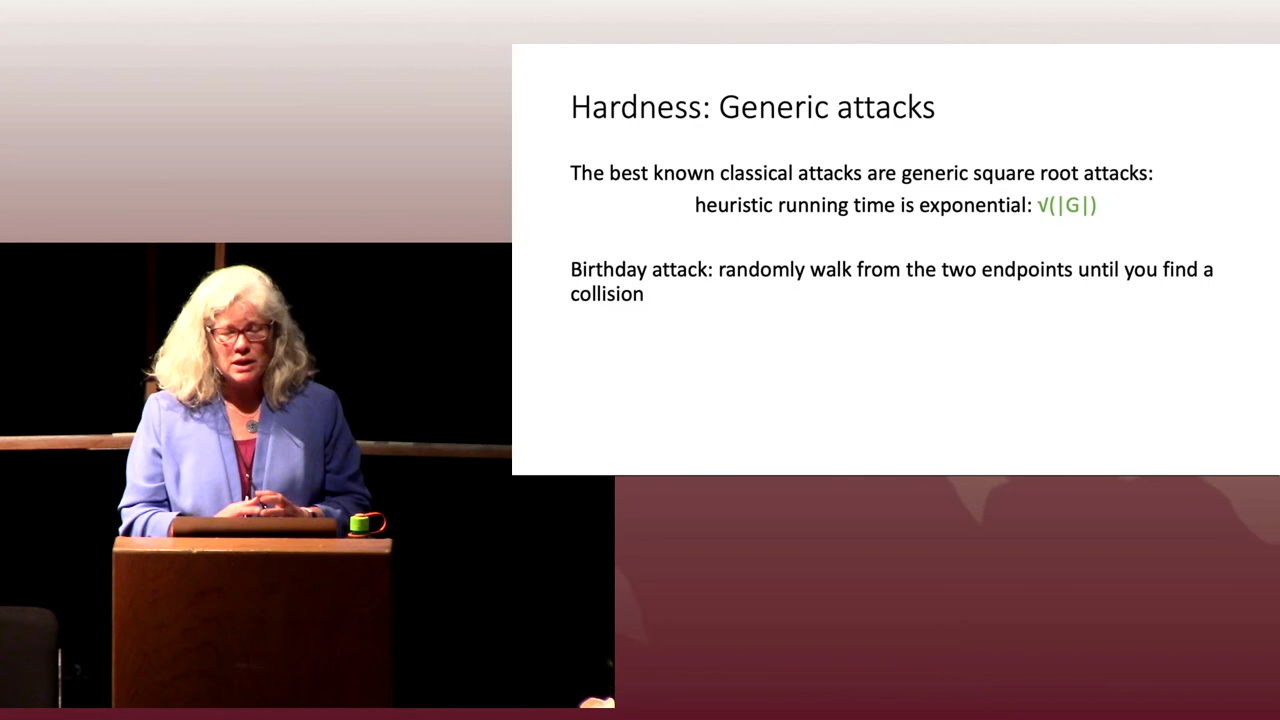 Hardness: Generic attacks
The best known classical attacks are generic square root attacks:
heuristic running time is exponential: √(|G|)
Birthday attack: randomly walk from the two endpoints until you find a
collision